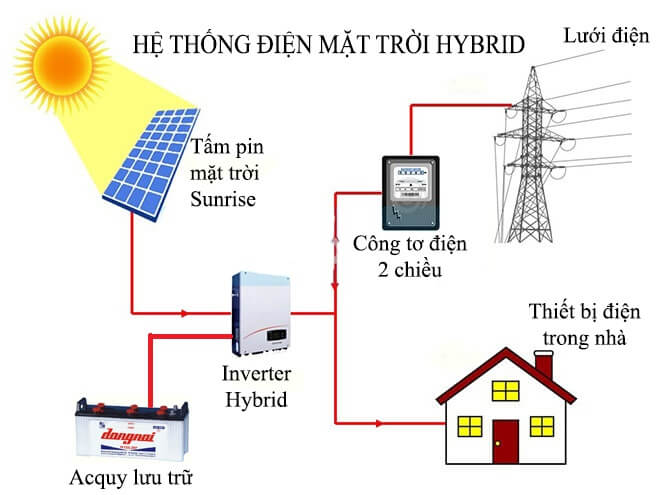 HỆ THỐNG ĐIỆN MẶT TRỜI HYBRID
Lưới điện
Tấm pin
mặt trời
Sunrise
Công tơ điện
2 chiều
Thiết bị điện
trong nhà
Inverter
Hybrid
dongnai
Acquy lưu trữ